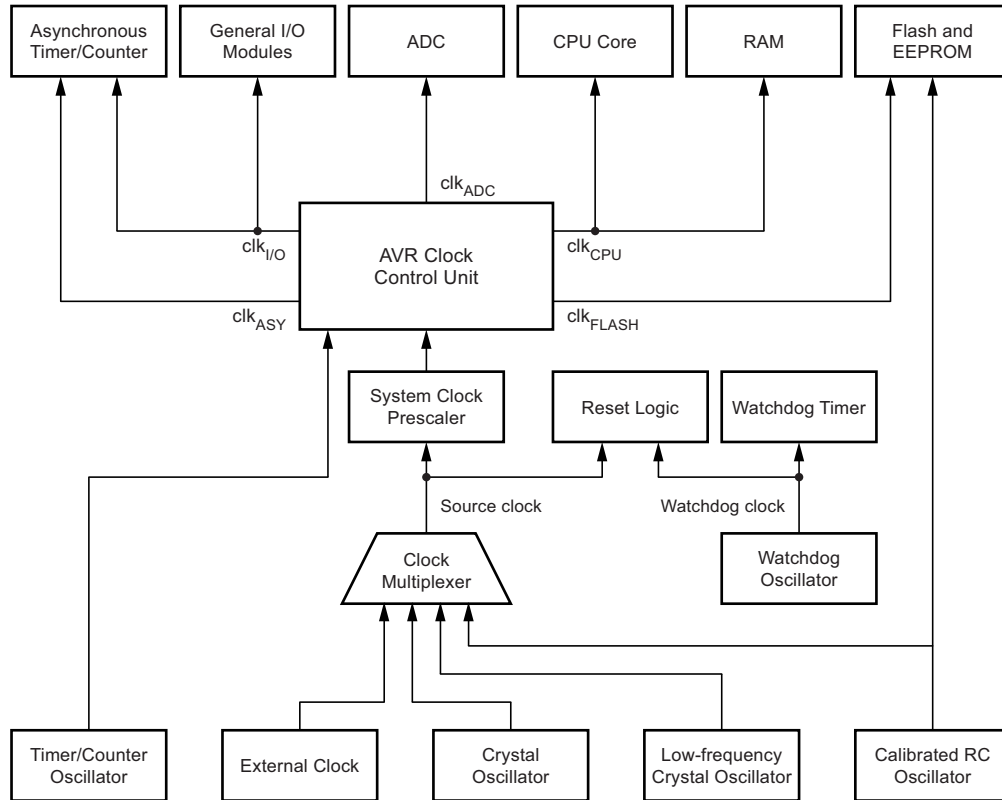 Asynchronous
Timer/Counter
General I/O
Modules
ADC
CPU Core
RAM
Flash and
EEPROM
clkADC
clkI/O
AVR Clock
Control Unit
clkCPU
clkASY
clkFLASH
System Clock
Prescaler
Reset Logic
Watchdog Timer
Source clock
Watchdog clock
Clock
Multiplexer
Watchdog
Oscillator
Timer/Counter
Oscillator
External Clock
Crystal
Oscillator
Low-frequency
Crystal Oscillator
Calibrated RC
Oscillator